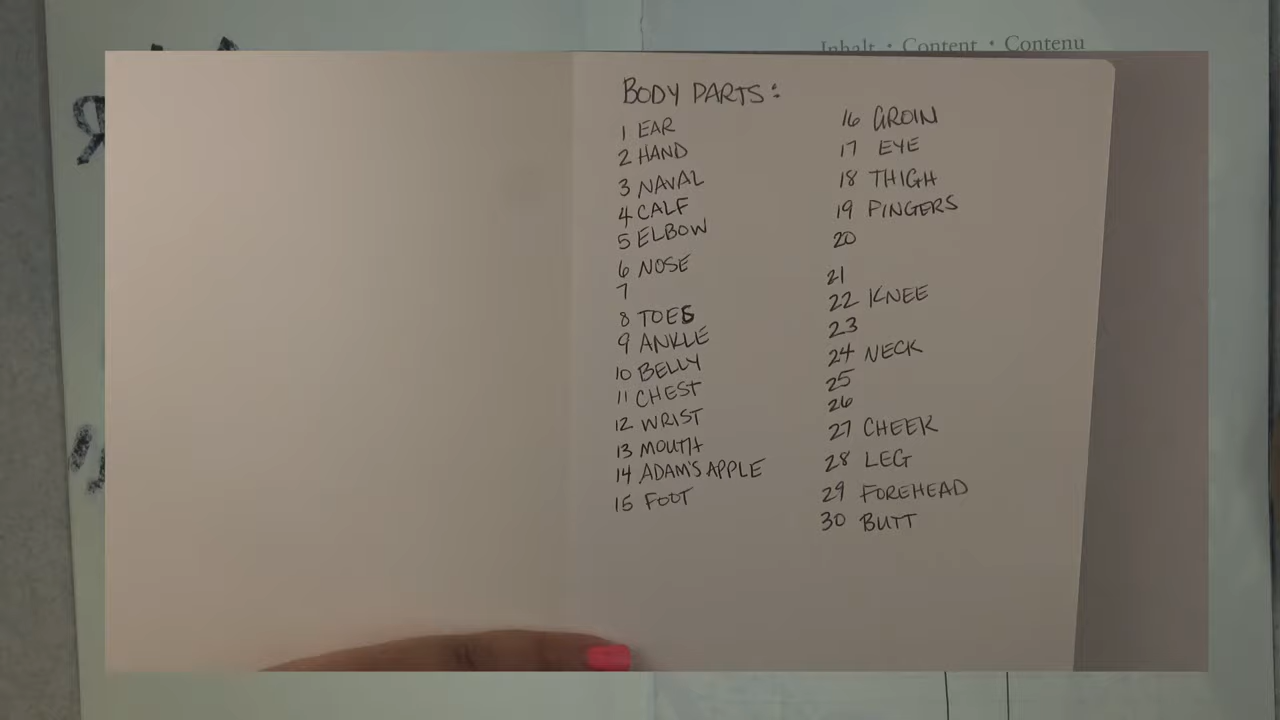 Inhalt • Content • Contenu
BODY PARTS:
1 EAR
2 HAND
3 NAVAL
4 CALF
5 ELBOW
6 NOSE
7
8 TOES
9 ANKLE
10 BELLY
11 CHEST
12 WRIST
13 MOUTH
14 ADAM'S APPLE
15 FOOT
16 GROIN
17 EYE
18 THIGH
19 FINGERS
20
21
22 KNEE
23
24 NECK
25
26
27 CHEEK
28 LEG
29 FOREHEAD
30 BUTT